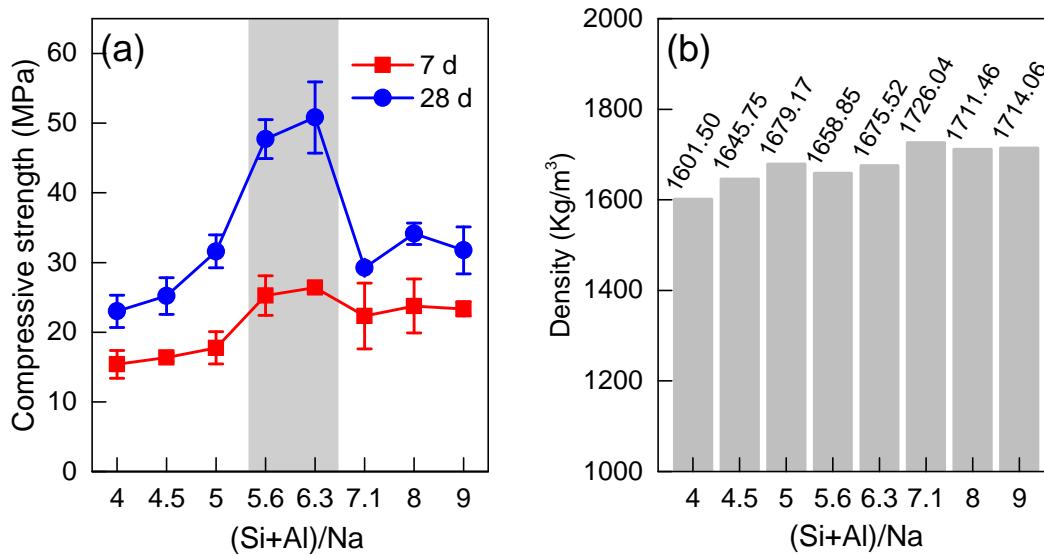 (a)
7 d
28 d
Compressive strength (MPa)
60
50
40
30
20
10
0
4 4.5 5 5.6 6.3 7.1 8 9
(Si+Al)/Na
(b)
Density (Kg/m³)
2000
1800
1600
1400
1200
1000
1601.50
1645.75
1679.17
1658.85
1675.52
1726.04
1711.46
1714.06
4 4.5 5 5.6 6.3 7.1 8 9
(Si+Al)/Na